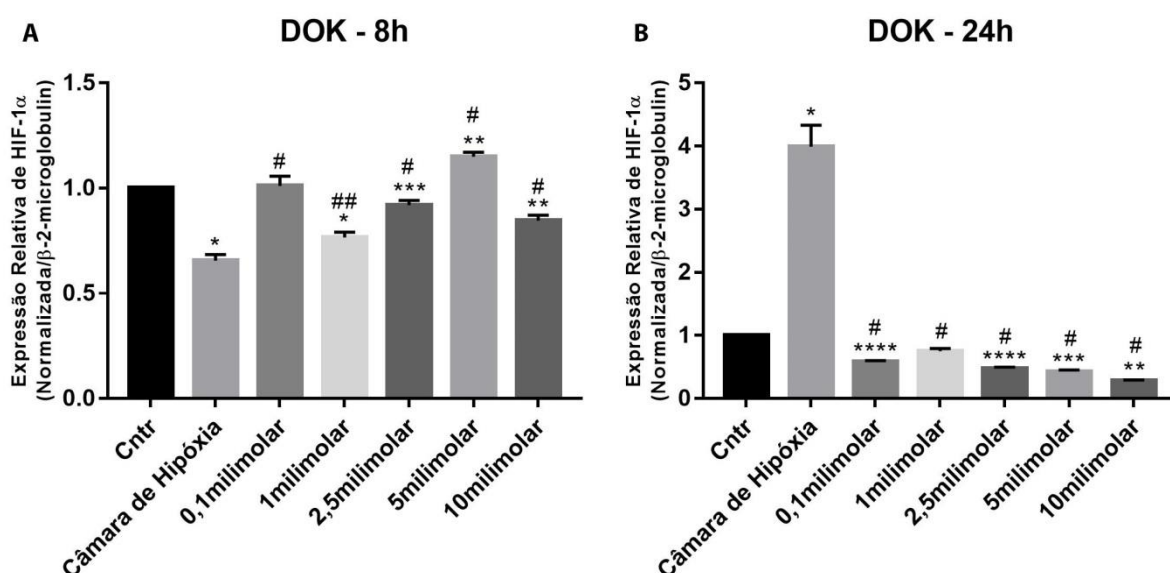 A
DOK - 8h
Expressão Relativa de HIF-1α
(Normalizada/β-2-microglobulin)
1.5
1.0
0.5
0.0
*
#
##
*
#
***
#
**
#
**
Cntr
Câmara de Hipóxia
0,1milimolar
1milimolar
2,5milimolar
5milimolar
10milimolar
B
DOK - 24h
Expressão Relativa de HIF-1α
(Normalizada/β-2-microglobulin)
5
4
3
2
1
0
*
#
****
#
#
****
#
***
#
**
Cntr
Câmara de Hipóxia
0,1milimolar
1milimolar
2,5milimolar
5milimolar
10milimolar